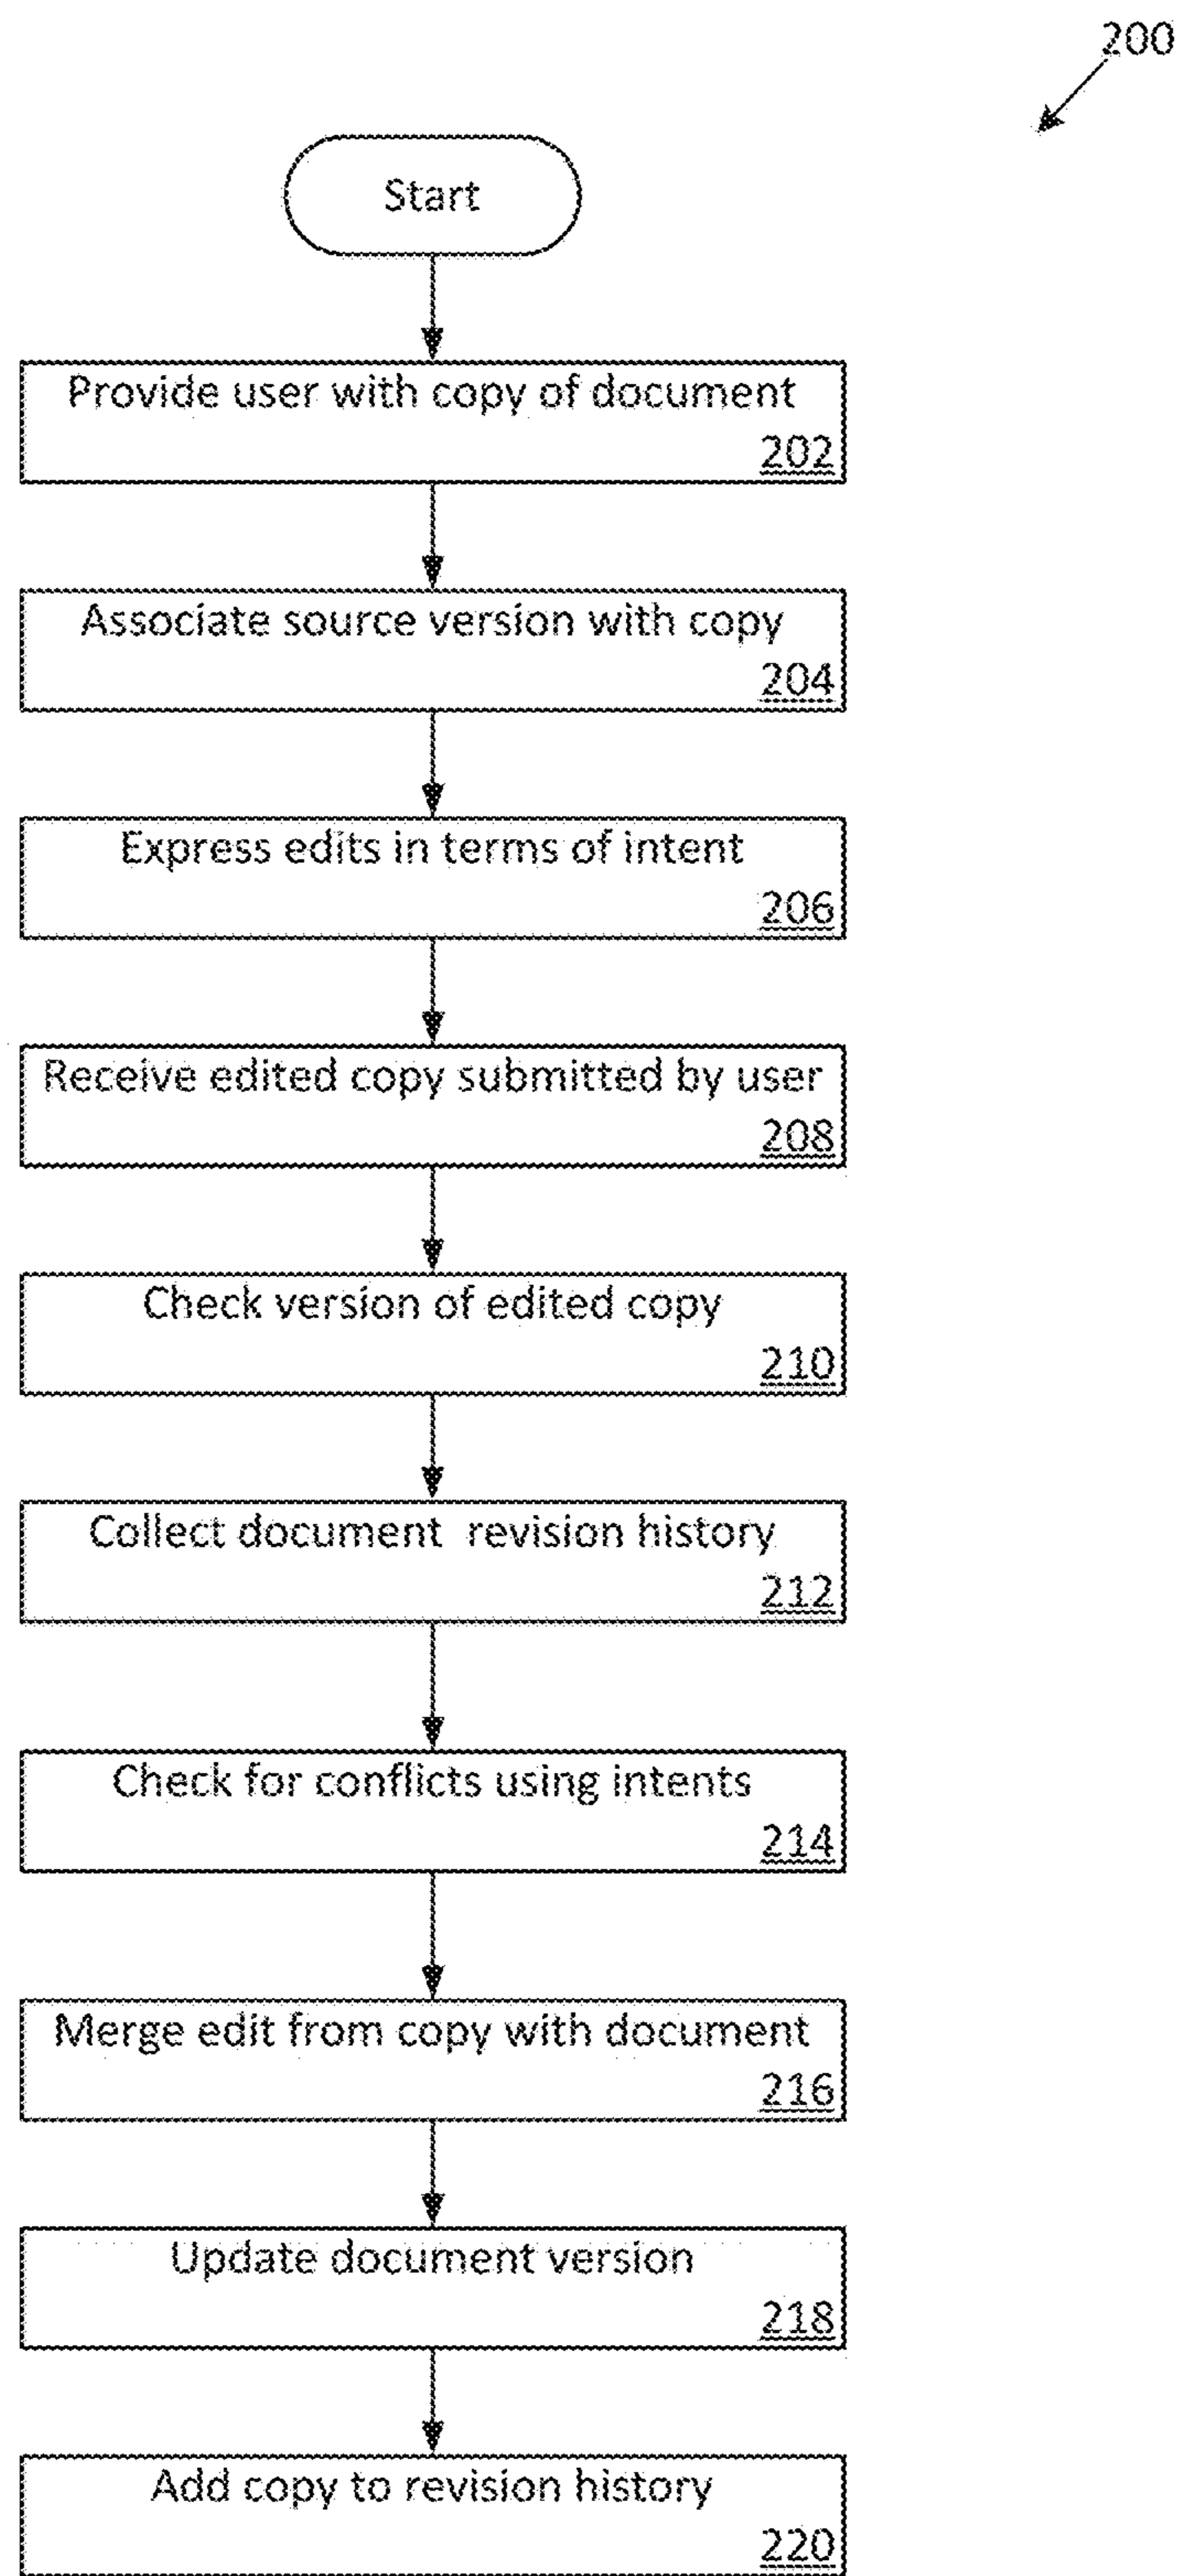 200
Start
Provide user with copy of document
202
Associate source version with copy
204
Express edits in terms of intent
206
Receive edited copy submitted by user
208
Check version of edited copy
210
Collect document revision history
212
Check for conflicts using intents
214
Merge edit from copy with document
216
Update document version
218
Add copy to revision history
220